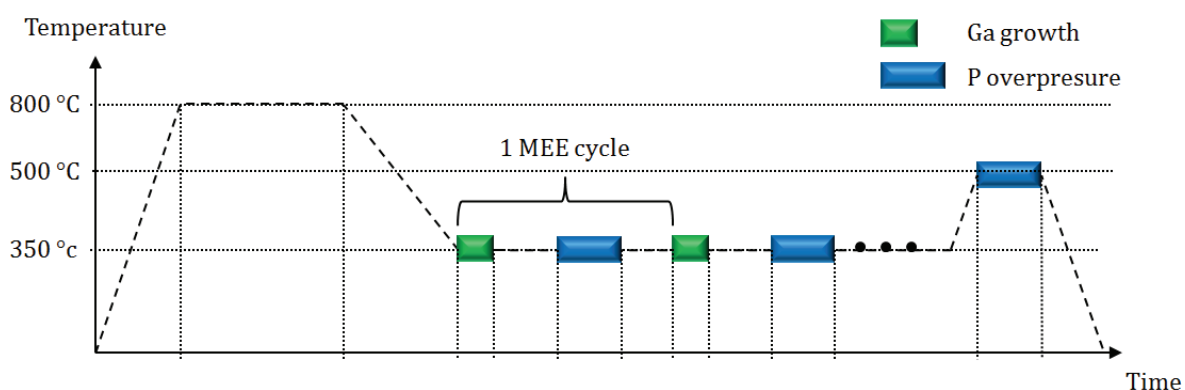 Temperature
Ga growth
P overpresure
800 °C
1 MEE cycle
500 °C
350 °c
Time